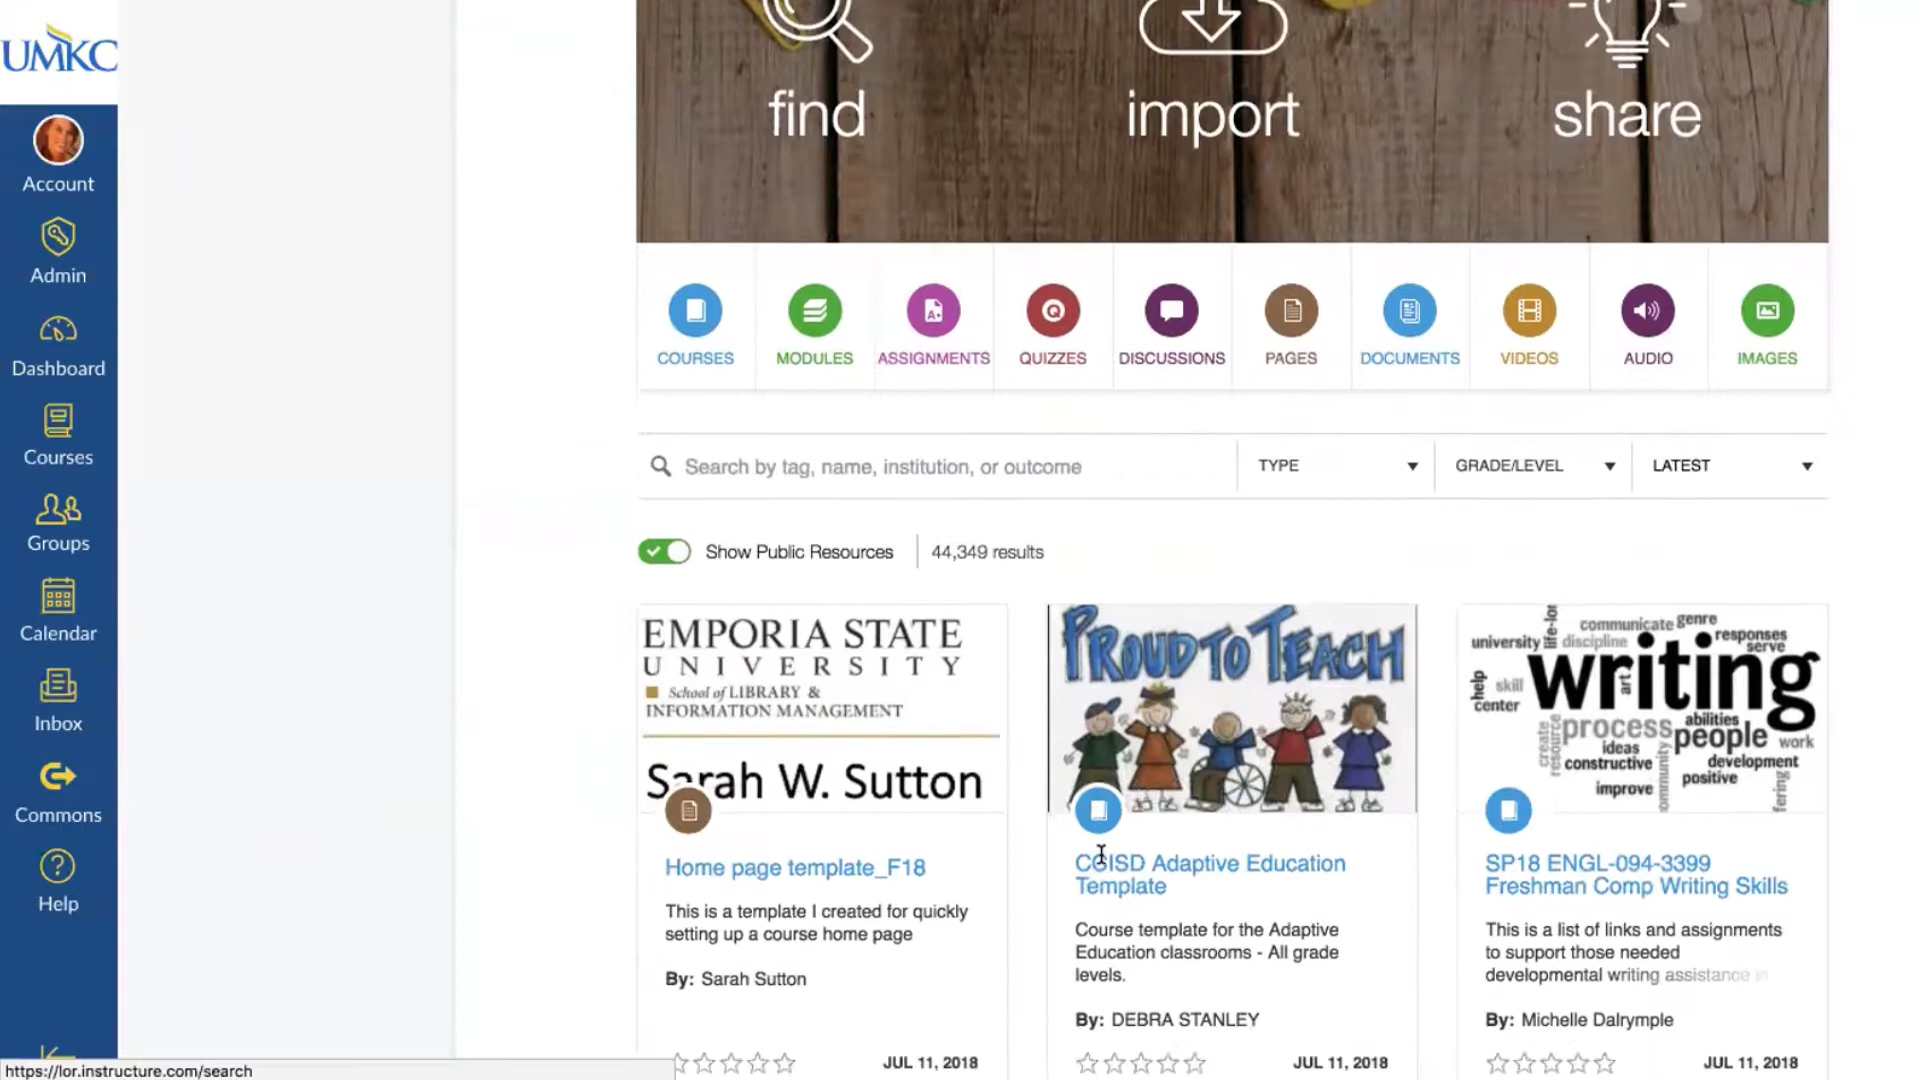 UMKC
Account
Admin
Dashboard
Courses
Groups
Calendar
Inbox
Commons
Help
find
import
share
COURSES
MODULES
ASSIGNMENTS
QUIZZES
DISCUSSIONS
PAGES
DOCUMENTS
VIDEOS
AUDIO
IMAGES
Search by tag, name, institution, or outcome
TYPE
GRADE/LEVEL
LATEST
Show Public Resources
44,349 results
EMPORIA STATE
UNIVERSITY
School of LIBRARY &
INFORMATION MANAGEMENT
Sarah W. Sutton
Home page template_F18
This is a template I created for quickly
setting up a course home page
By: Sarah Sutton
JUL 11, 2018
PROUD TO TEACH
CCISD Adaptive Education
Template
Course template for the Adaptive
Education classrooms - All grade
levels.
By: DEBRA STANLEY
JUL 11, 2018
communicate genre
university discipline responses
serve
help skill writing art
center
process abilities
people work
create resource ideas
constructive development
positive
improve
SP18 ENGL-094-3399
Freshman Comp Writing Skills
This is a list of links and assignments
to support those needed
developmental writing assistance in
By: Michelle Dalrymple
JUL 11, 2018
https://lor.instructure.com/search